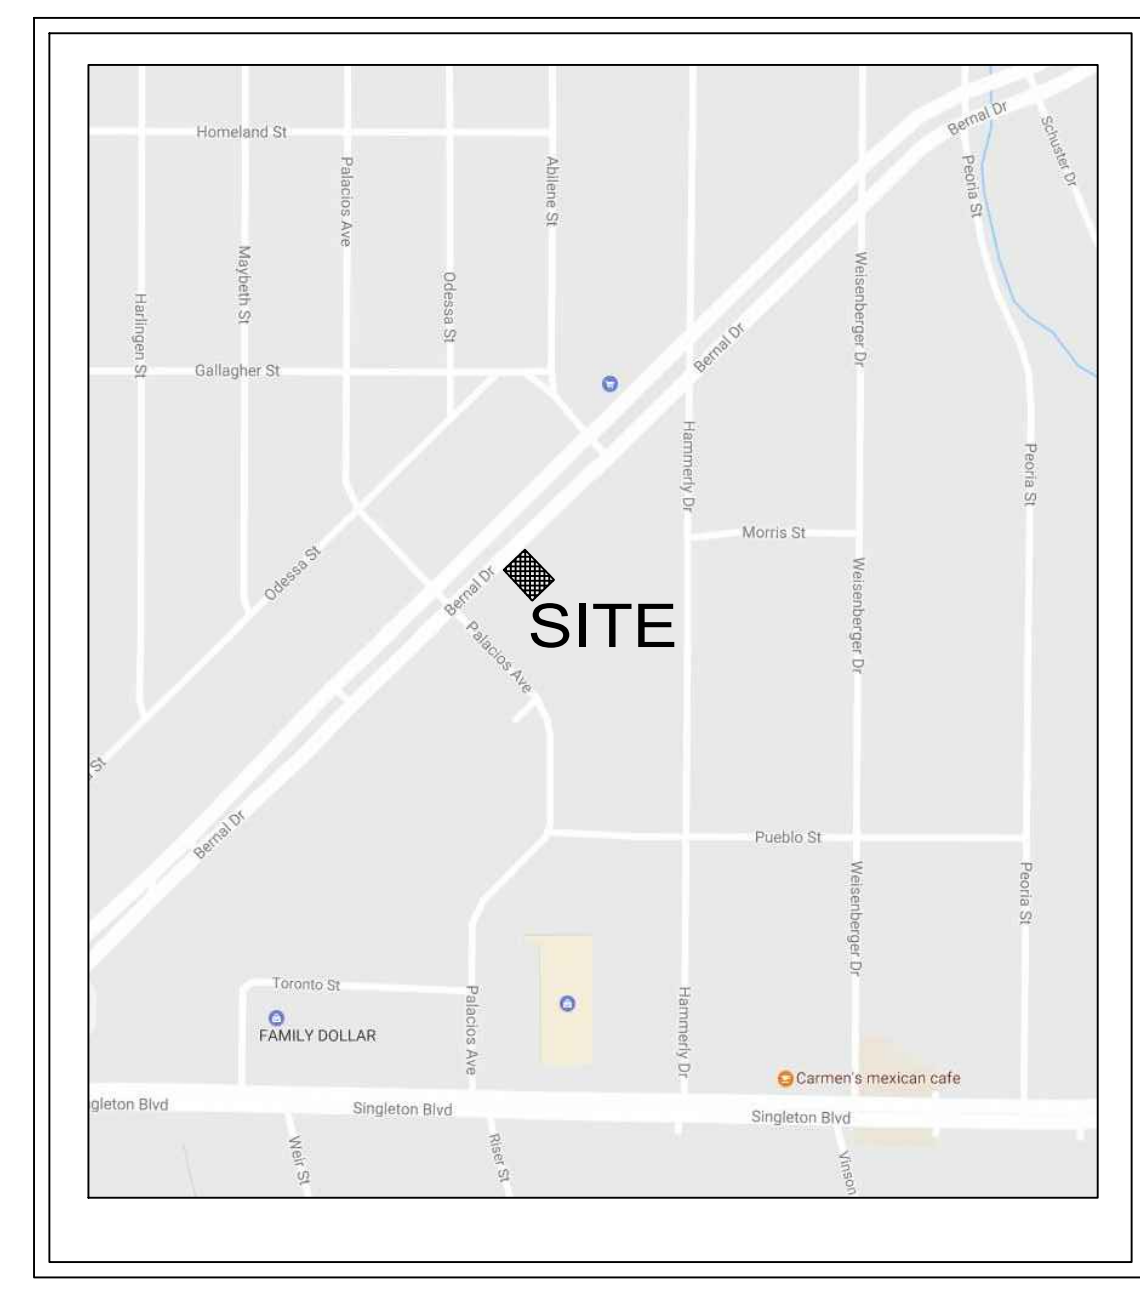 Homeland St
Bernal Dr
Schuster Dr
Palacios Ave
Abilene St
Peoria St
Maybeth St
Odessa St
Weisenberger Dr
Harlingen St
Bernal Dr
Gallagher St
Hammerly Dr
Peoria St
Morris St
Odessa St
Bernal Dr
SITE
Weisenberger Dr
Palacios Ave
St
Bernal Dr
Pueblo St
Peoria St
Weisenberger Dr
Toronto St
Palacios Ave
Hammerly Dr
FAMILY DOLLAR
Carmen's mexican cafe
gleton Blvd
Singleton Blvd
Singleton Blvd
Weir St
Riser St
Vinson